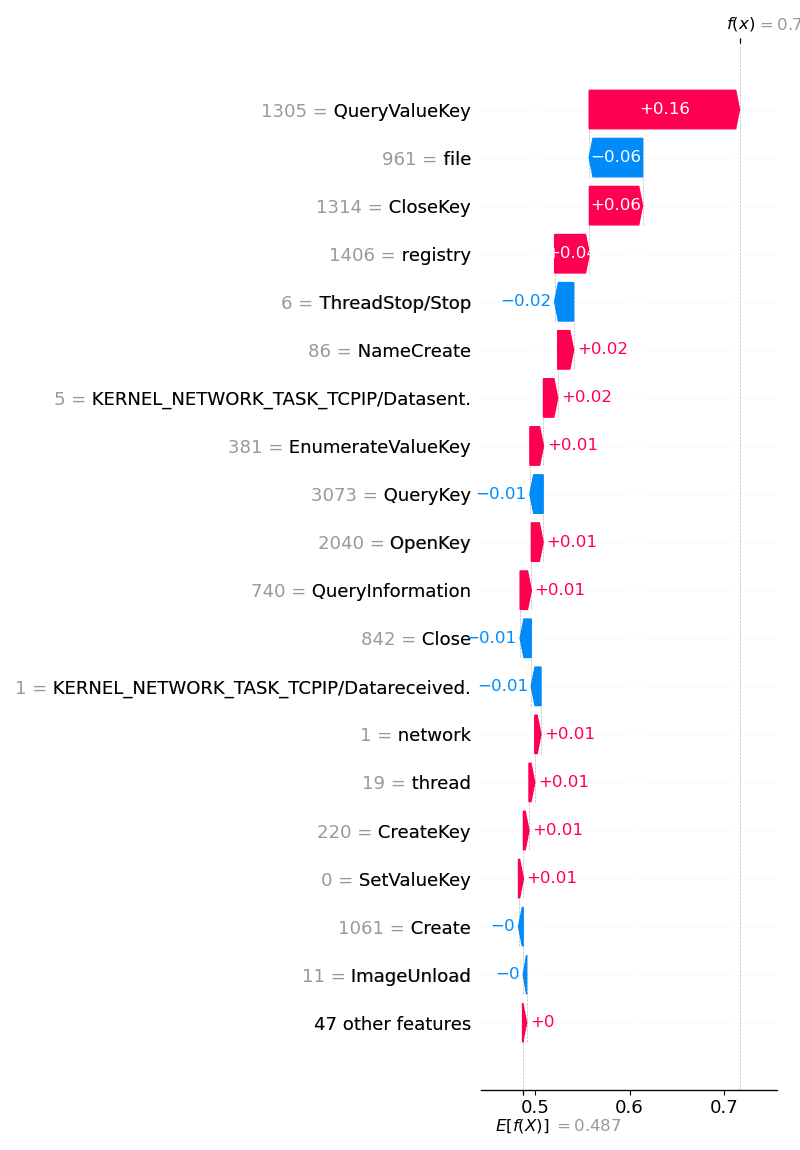 f(x) = 0.7
1305 = QueryValueKey +0.16
961 = file −0.06
1314 = CloseKey +0.06
1406 = registry +0.04
6 = ThreadStop/Stop −0.02
86 = NameCreate +0.02
5 = KERNEL_NETWORK_TASK_TCPIP/Datasent. +0.02
381 = EnumerateValueKey +0.01
3073 = QueryKey −0.01
2040 = OpenKey +0.01
740 = QueryInformation +0.01
842 = Close −0.01
1 = KERNEL_NETWORK_TASK_TCPIP/Datareceived. −0.01
1 = network +0.01
19 = thread +0.01
220 = CreateKey +0.01
0 = SetValueKey +0.01
1061 = Create −0
11 = ImageUnload −0
47 other features +0
0.5 0.6 0.7
E[f(X)] = 0.487